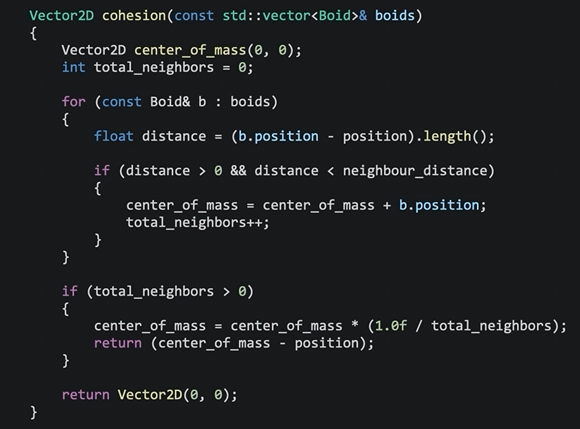 Vector2D cohesion(const std::vector<Boid>& boids)
{
    Vector2D center_of_mass(0, 0);
    int total_neighbors = 0;

    for (const Boid& b : boids)
    {
        float distance = (b.position - position).length();

        if (distance > 0 && distance < neighbour_distance)
        {
            center_of_mass = center_of_mass + b.position;
            total_neighbors++;
        }
    }

    if (total_neighbors > 0)
    {
        center_of_mass = center_of_mass * (1.0f / total_neighbors);
        return (center_of_mass - position);
    }

    return Vector2D(0, 0);
}